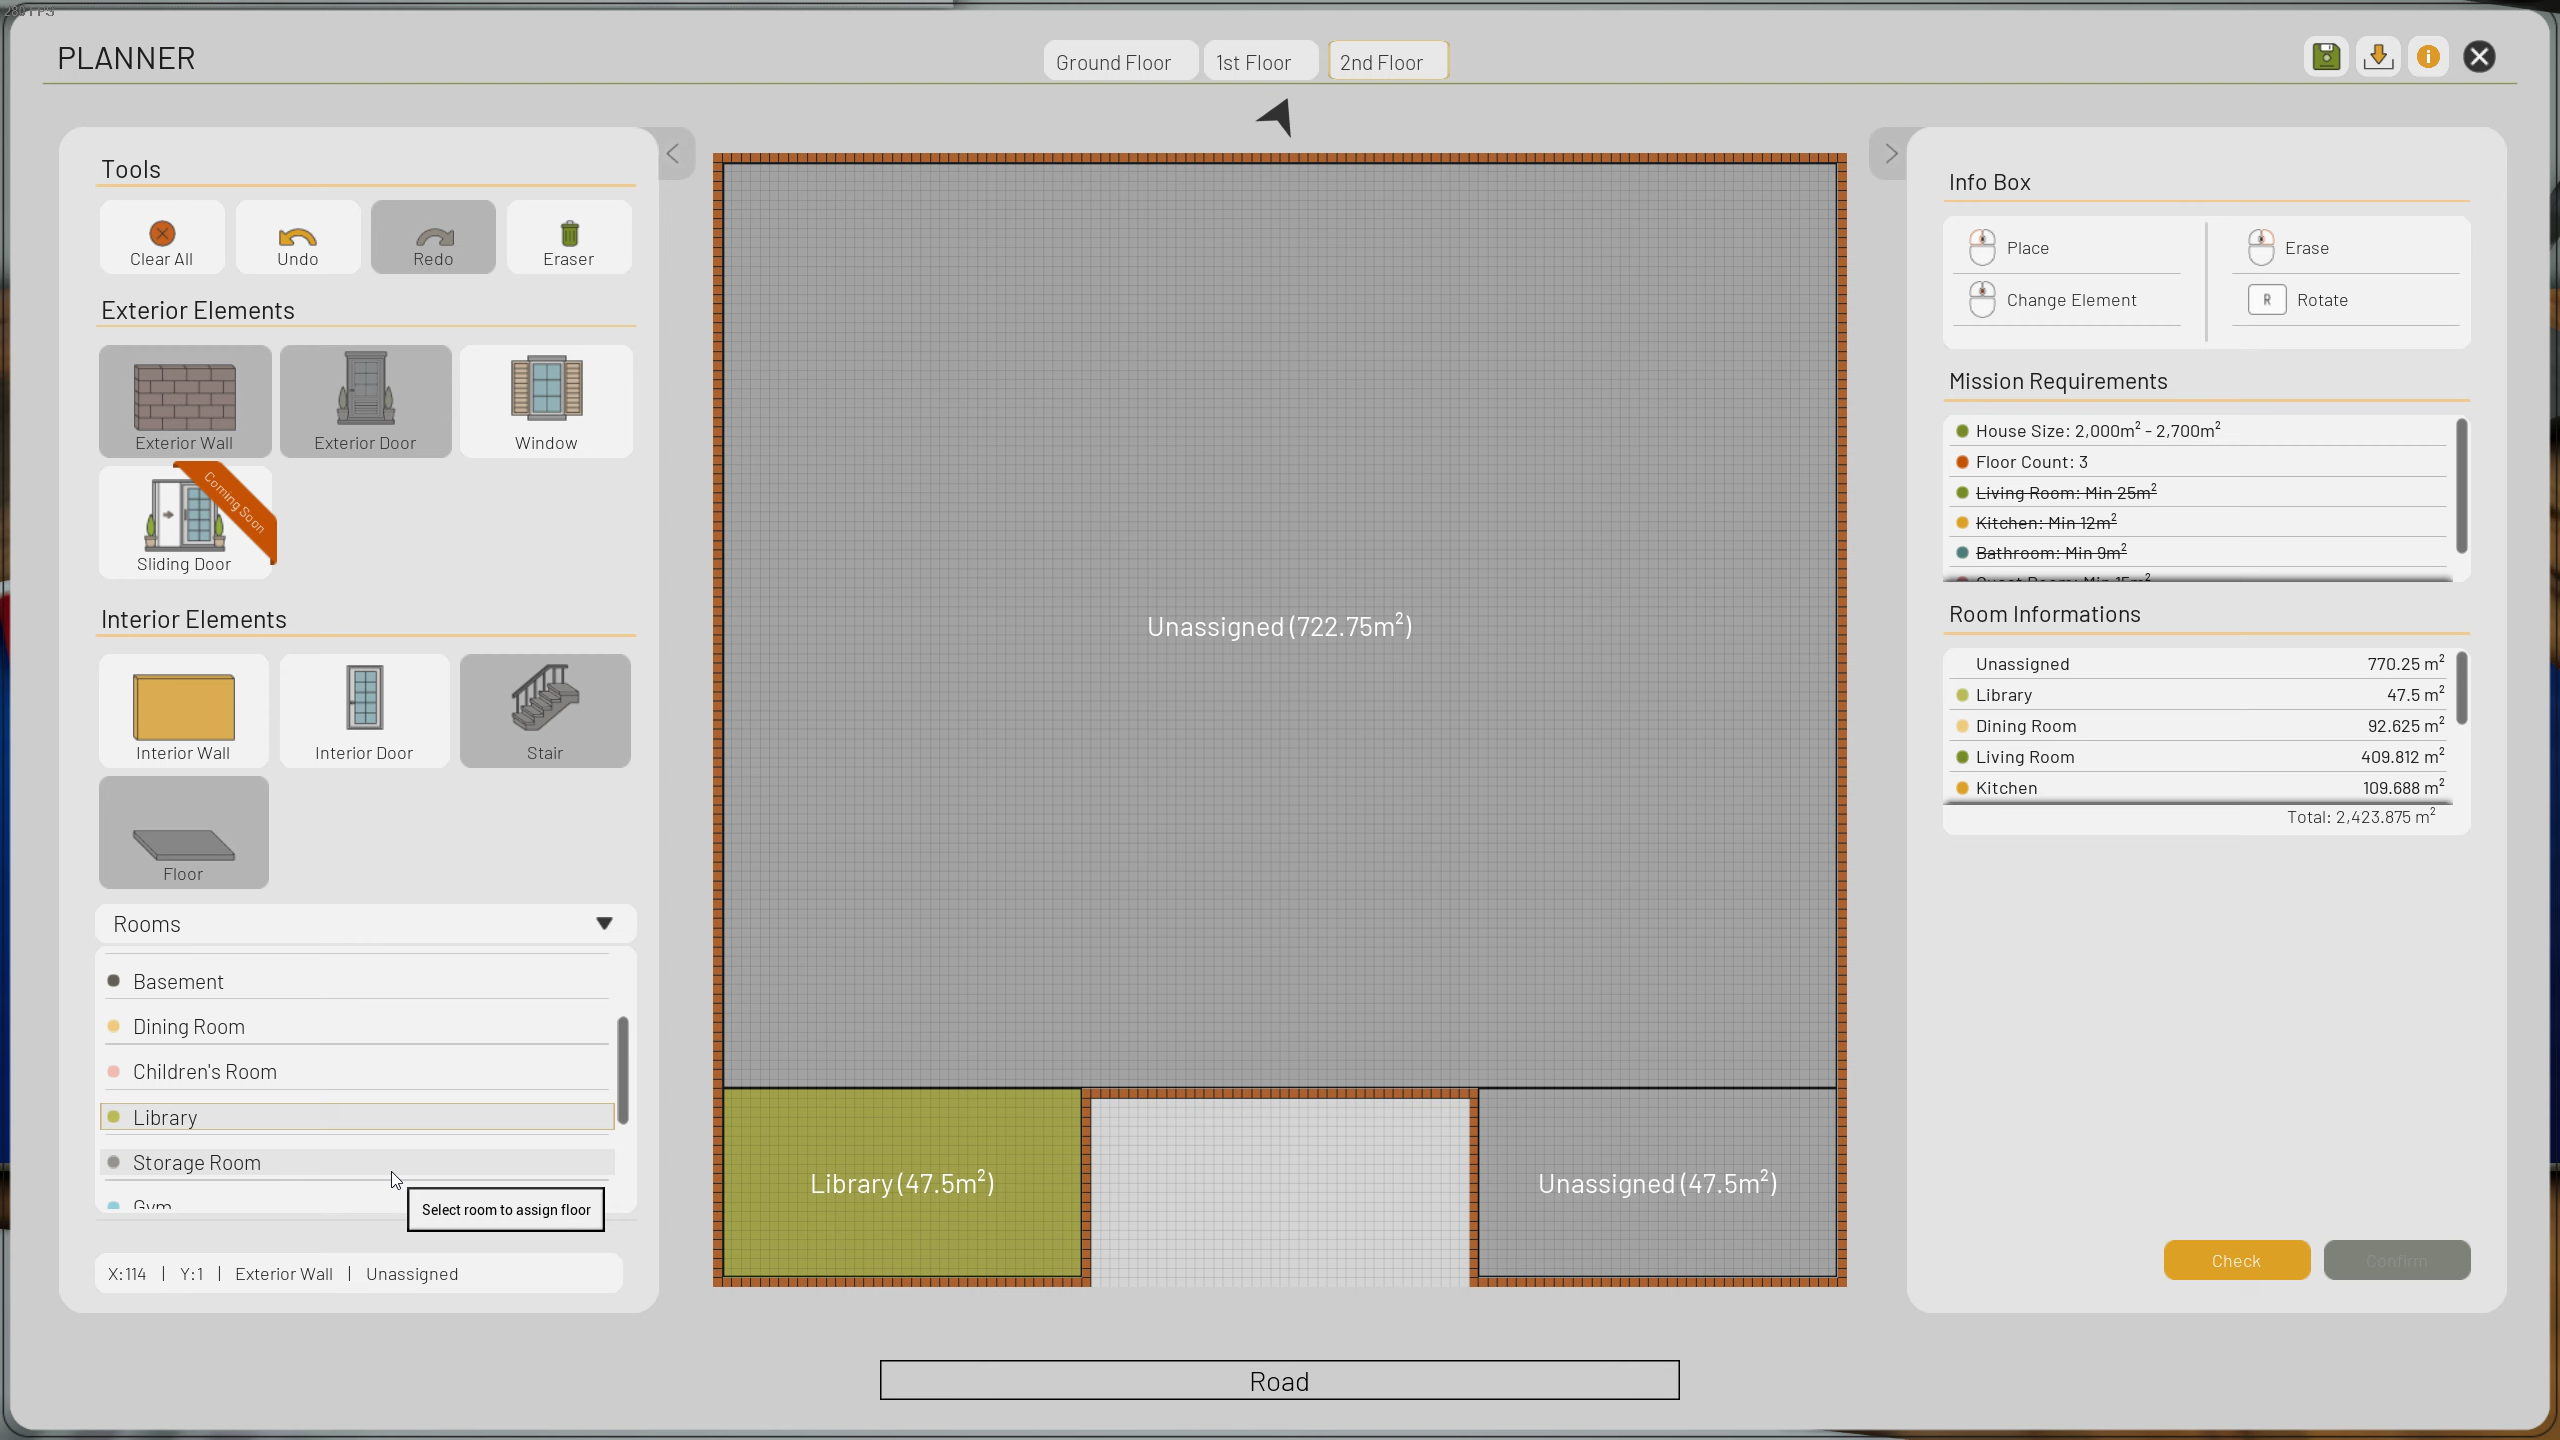 PLANNER
Ground Floor
1st Floor
2nd Floor
Tools
Clear All
Undo
Redo
Eraser
Exterior Elements
Exterior Wall
Exterior Door
Window
Coming Soon
Sliding Door
Interior Elements
Interior Wall
Interior Door
Stair
Floor
Rooms
Basement
Dining Room
Children's Room
Library
Storage Room
Gym
Select room to assign floor
X:114 | Y:1 | Exterior Wall | Unassigned
Unassigned (722.75m²)
Library (47.5m²)
Unassigned (47.5m²)
Road
Info Box
Place
Erase
Change Element
R
Rotate
Mission Requirements
House Size: 2,000m² - 2,700m²
Floor Count: 3
Living Room: Min 25m²
Kitchen: Min 12m²
Bathroom: Min 9m²
Guest Room: Min 15m²
Room Informations
Unassigned 770.25 m²
Library 47.5 m²
Dining Room 92.625 m²
Living Room 409.812 m²
Kitchen 109.688 m²
Total: 2,423.875 m²
Check
Confirm